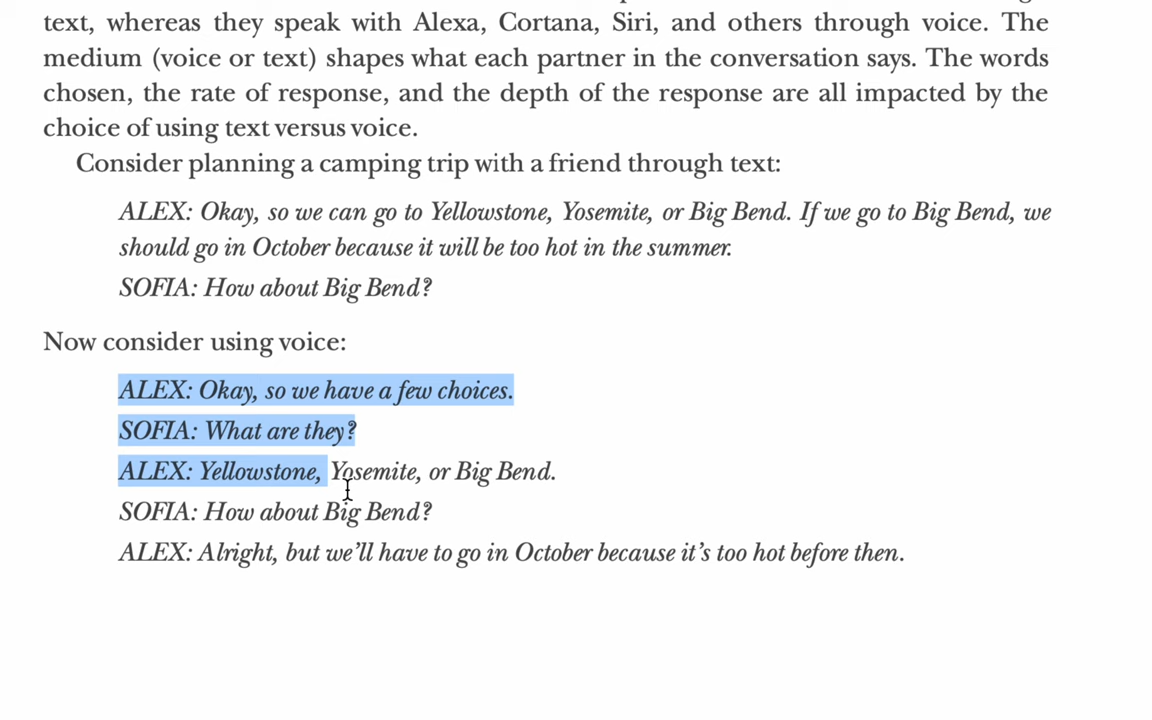 text, whereas they speak with Alexa, Cortana, Siri, and others through voice. The
medium (voice or text) shapes what each partner in the conversation says. The words
chosen, the rate of response, and the depth of the response are all impacted by the
choice of using text versus voice.
Consider planning a camping trip with a friend through text:
ALEX: Okay, so we can go to Yellowstone, Yosemite, or Big Bend. If we go to Big Bend, we
should go in October because it will be too hot in the summer.
SOFIA: How about Big Bend?
Now consider using voice:
ALEX: Okay, so we have a few choices.
SOFIA: What are they?
ALEX: Yellowstone, Yosemite, or Big Bend.
SOFIA: How about Big Bend?
ALEX: Alright, but we’ll have to go in October because it’s too hot before then.